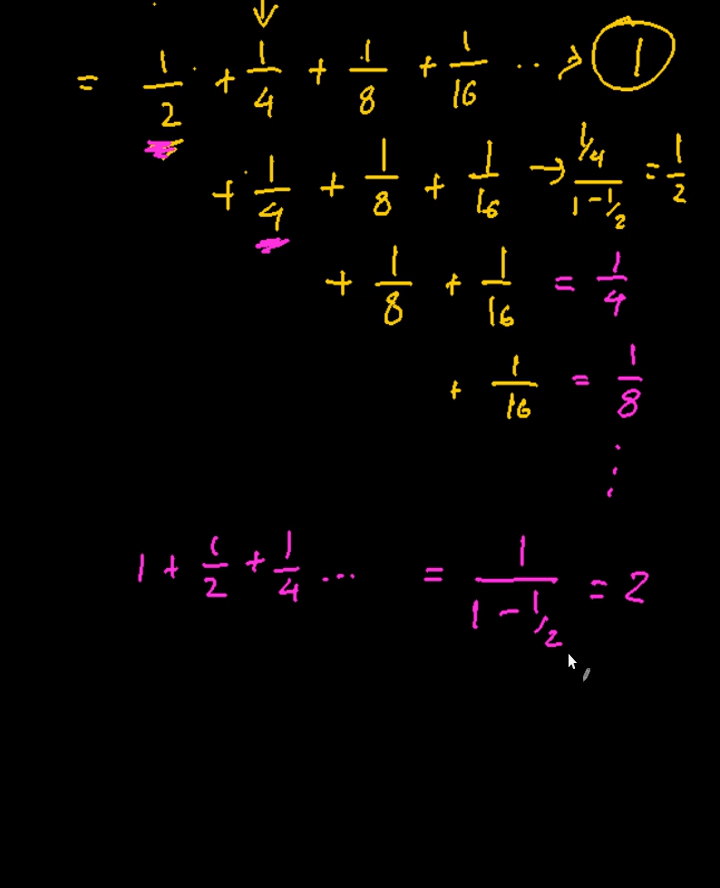 = 1/2 + 1/4 + 1/8 + 1/16 ... → 1
+ 1/4 + 1/8 + 1/16 → (1/4)/(1 - 1/2) = 1/2
+ 1/8 + 1/16 = 1/4
+ 1/16 = 1/8
⋮
1 + 1/2 + 1/4 ... = 1/(1 - 1/2) = 2